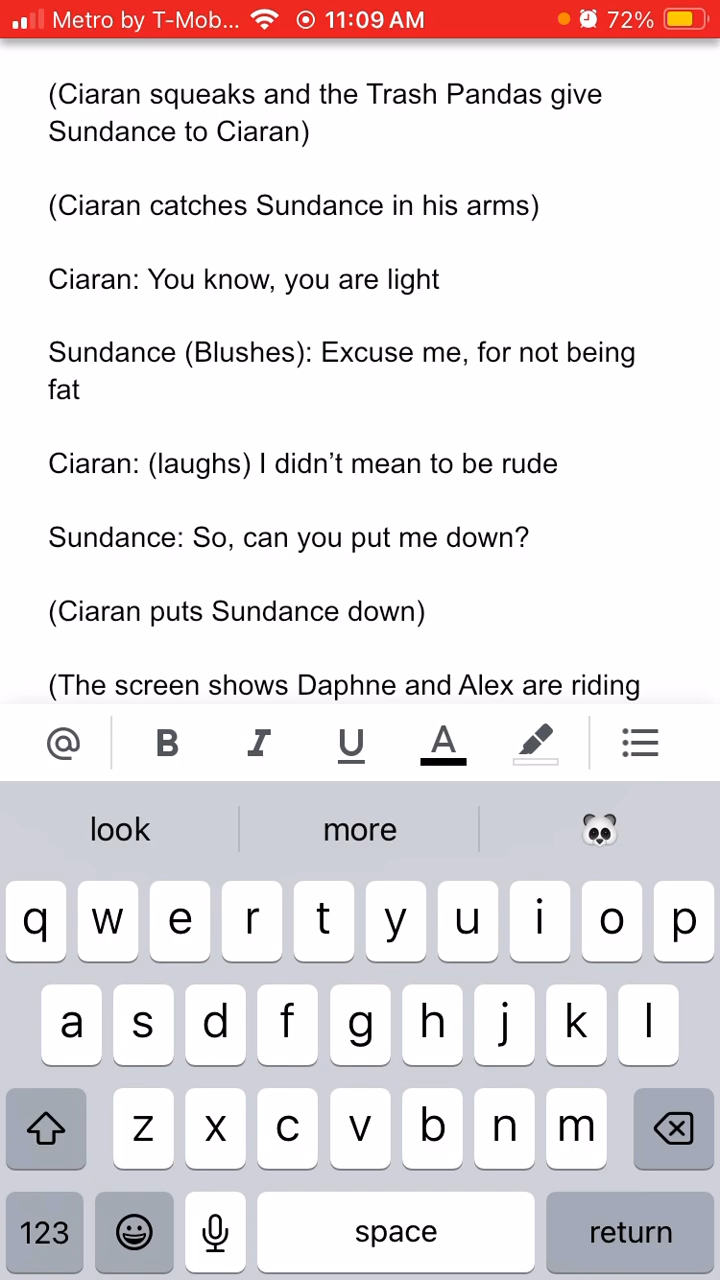 Metro by T-Mob... 11:09 AM 72%
(Ciaran squeaks and the Trash Pandas give
Sundance to Ciaran)
(Ciaran catches Sundance in his arms)
Ciaran: You know, you are light
Sundance (Blushes): Excuse me, for not being
fat
Ciaran: (laughs) I didn’t mean to be rude
Sundance: So, can you put me down?
(Ciaran puts Sundance down)
(The screen shows Daphne and Alex are riding
@ B I U A
look more
q w e r t y u i o p
a s d f g h j k l
z x c v b n m
123 space return